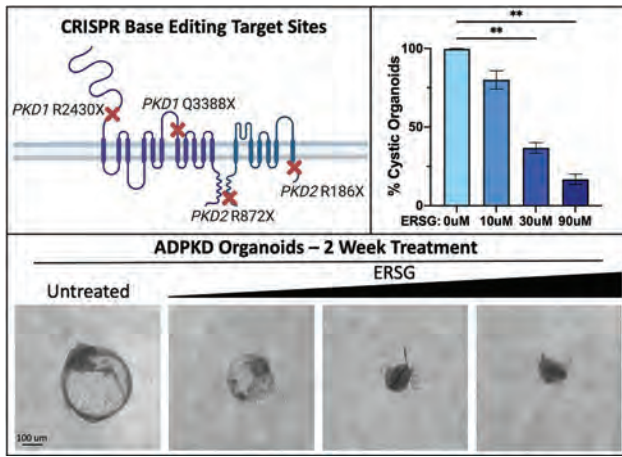 CRISPR Base Editing Target Sites
PKD1 R2430X
PKD1 Q3388X
PKD2 R186X
PKD2 R872X
**
**
% Cystic Organoids
100
50
0
ERSG: 0uM 10uM 30uM 90uM
ADPKD Organoids – 2 Week Treatment
Untreated
ERSG
100 um